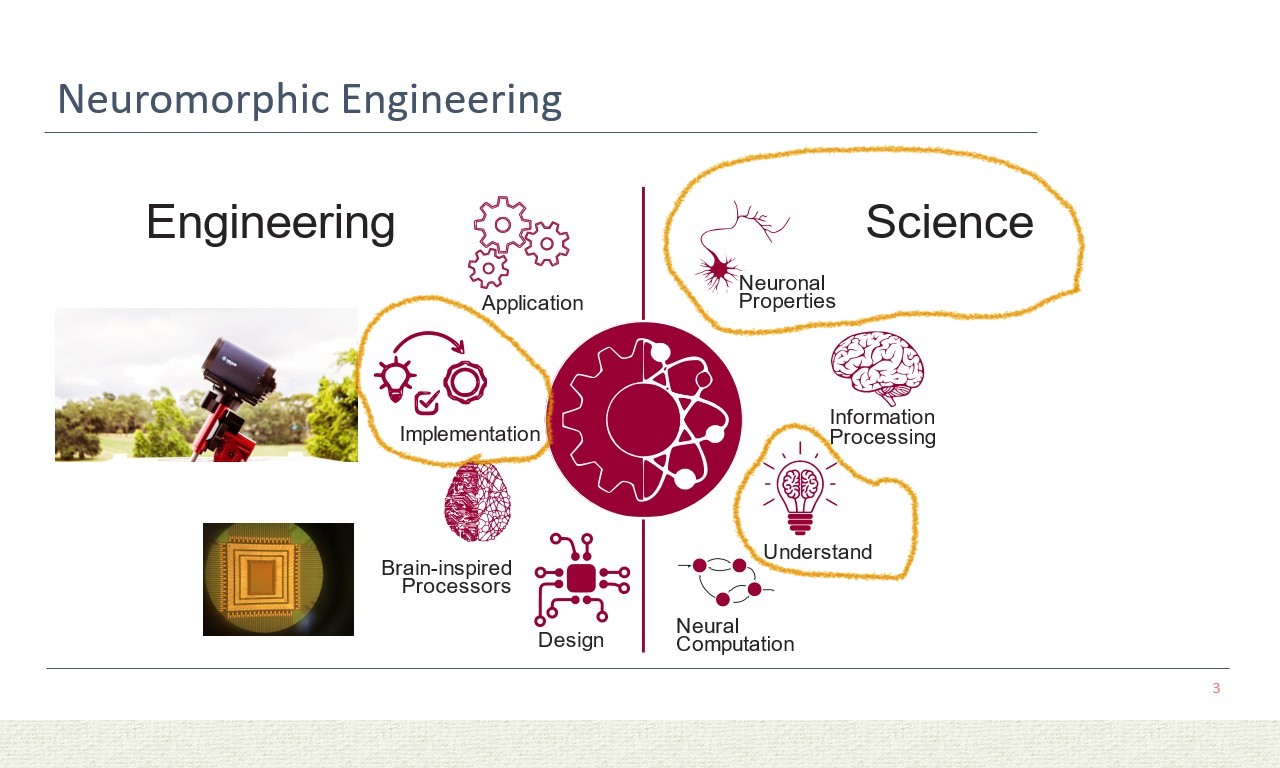 Neuromorphic Engineering
Engineering
Science
Application
Neuronal
Properties
Implementation
Information
Processing
Understand
Brain-inspired
Processors
Design
Neural
Computation
3